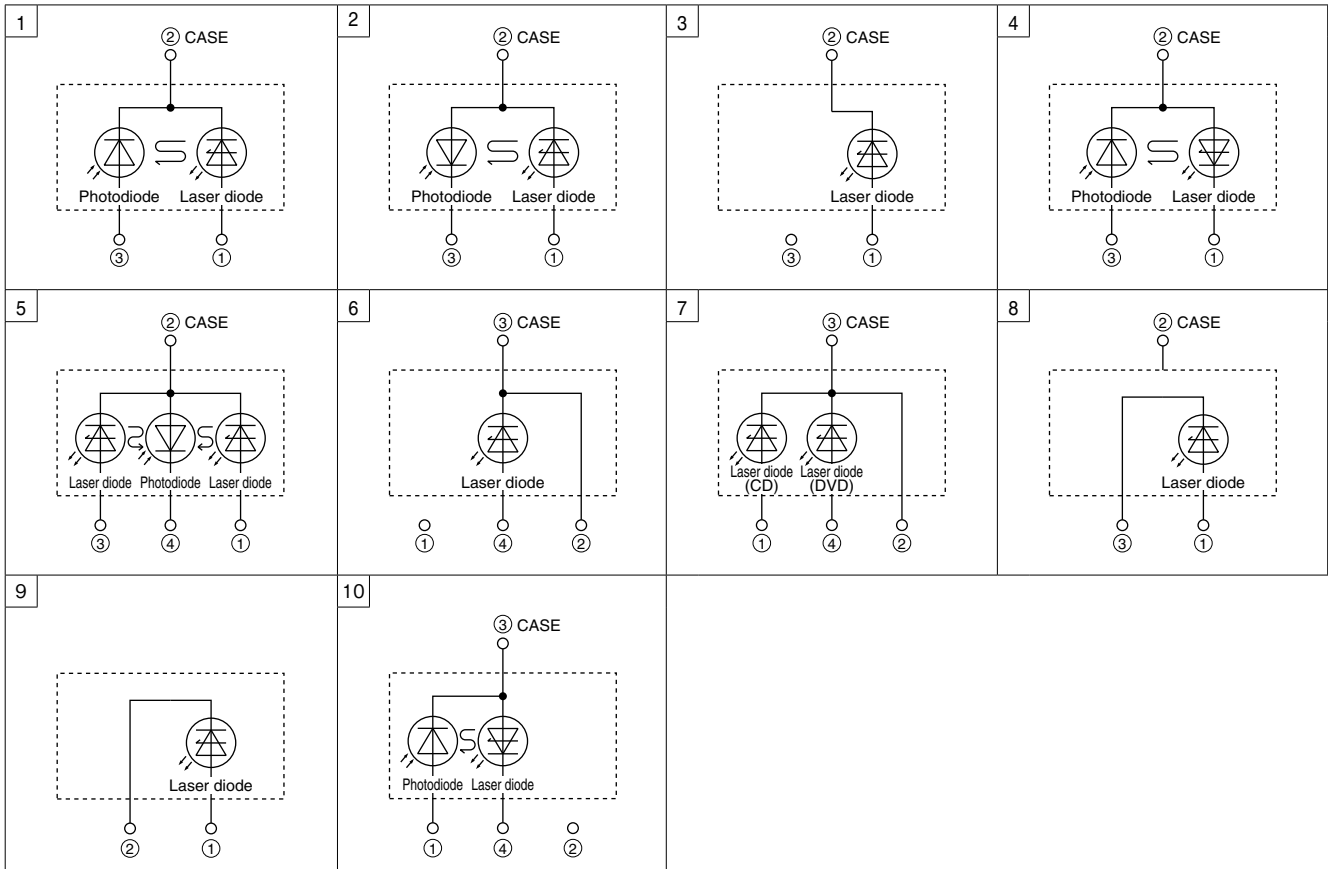 1
② CASE
Photodiode Laser diode
③ ①
2
② CASE
Photodiode Laser diode
③ ①
3
② CASE
Laser diode
③ ①
4
② CASE
Photodiode Laser diode
③ ①
5
② CASE
Laser diode Photodiode Laser diode
③ ④ ①
6
③ CASE
Laser diode
① ④ ②
7
③ CASE
Laser diode Laser diode
(CD) (DVD)
① ④ ②
8
② CASE
Laser diode
③ ①
9
Laser diode
② ①
10
③ CASE
Photodiode Laser diode
① ④ ②